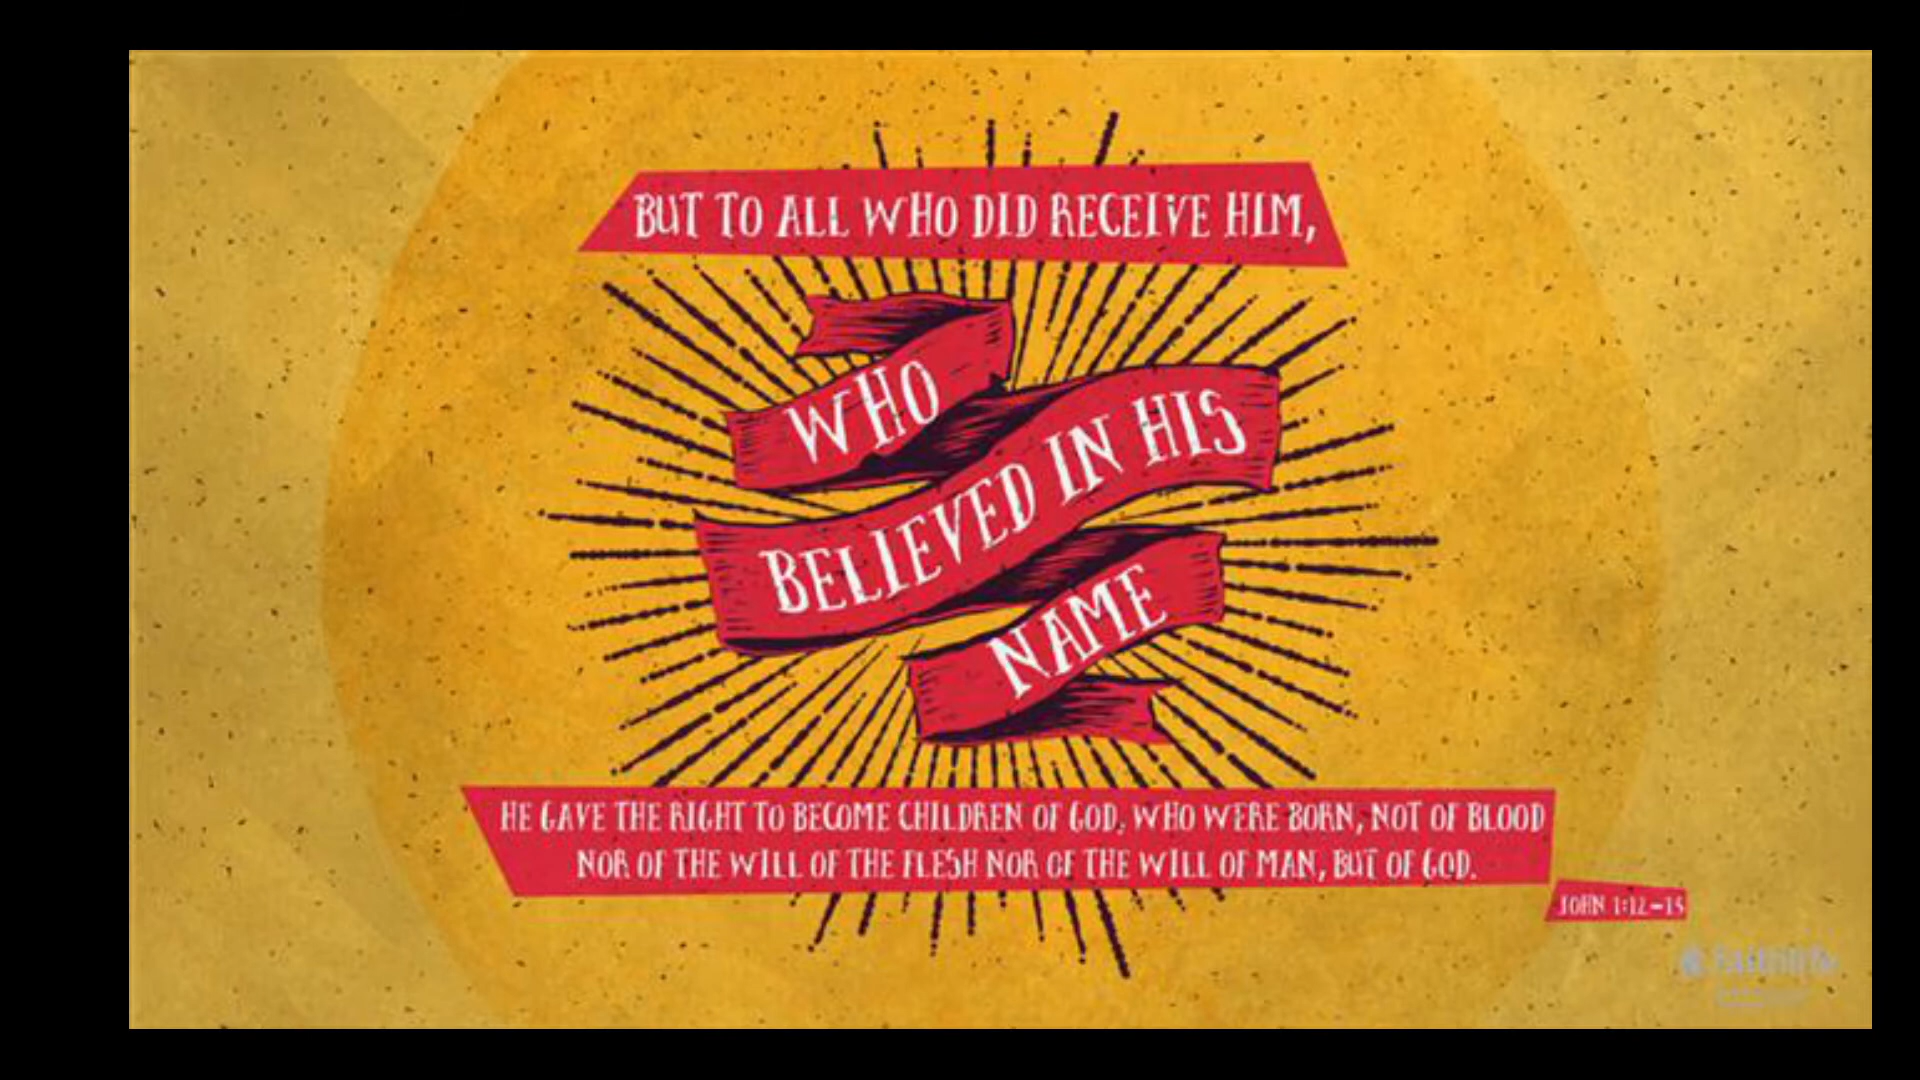 BUT TO ALL WHO DID RECEIVE HIM,
WHO
BELIEVED IN HIS
NAME
HE GAVE THE RIGHT TO BECOME CHILDREN OF GOD, WHO WERE BORN, NOT OF BLOOD
NOR OF THE WILL OF THE FLESH NOR OF THE WILL OF MAN, BUT OF GOD.
JOHN 1:12-13